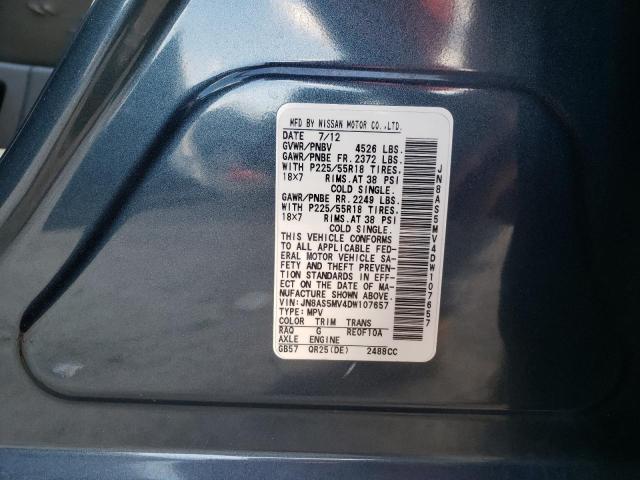 MFD BY NISSAN MOTOR CO.,LTD.
DATE 7/12
GVWR/PNBV 4526 LBS.
GAWR/PNBE FR. 2372 LBS.
WITH P225/55R18 TIRES.
18X7 RIMS.AT 38 PSI
COLD SINGLE.
GAWR/PNBE RR. 2249 LBS.
WITH P225/55R18 TIRES.
18X7 RIMS.AT 38 PSI
COLD SINGLE.
THIS VEHICLE CONFORMS
TO ALL APPLICABLE FED-
ERAL MOTOR VEHICLE SA-
FETY AND THEFT PREVEN-
TION STANDARDS IN EFF-
ECT ON THE DATE OF MA-
NUFACTURE SHOWN ABOVE.
VIN:JN8AS5MV4DW107657
TYPE:MPV
COLOR TRIM TRANS
RAQ G RE0F10A
AXLE ENGINE
GB57 QR25(DE) 2488CC
JN8AS5MV4DW107657